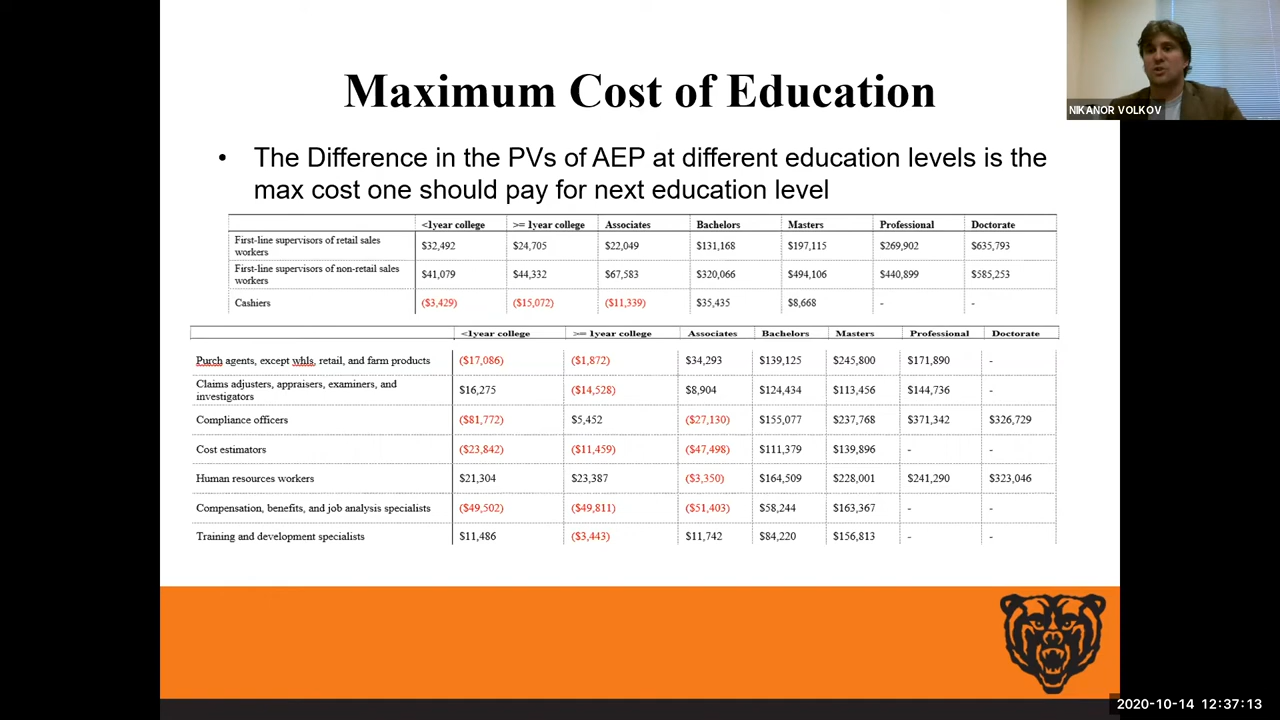 Maximum Cost of Education
NIKANOR VOLKOV
• The Difference in the PVs of AEP at different education levels is the
max cost one should pay for next education level
<1year college >= 1year college Associates Bachelors Masters Professional Doctorate
First-line supervisors of retail sales
workers $32,492 $24,705 $22,049 $131,168 $197,115 $269,902 $635,793
First-line supervisors of non-retail sales
workers $41,079 $44,332 $67,583 $320,066 $494,106 $440,899 $585,253
Cashiers ($3,429) ($15,072) ($11,339) $35,435 $8,668 - -
<1year college >= 1year college Associates Bachelors Masters Professional Doctorate
Purch agents, except whls, retail, and farm products ($17,086) ($1,872) $34,293 $139,125 $245,800 $171,890 -
Claims adjusters, appraisers, examiners, and
investigators $16,275 ($14,528) $8,904 $124,434 $113,456 $144,736 -
Compliance officers ($81,772) $5,452 ($27,130) $155,077 $237,768 $371,342 $326,729
Cost estimators ($23,842) ($11,459) ($47,498) $111,379 $139,896 - -
Human resources workers $21,304 $23,387 ($3,350) $164,509 $228,001 $241,290 $323,046
Compensation, benefits, and job analysis specialists ($49,502) ($49,811) ($51,403) $58,244 $163,367 - -
Training and development specialists $11,486 ($3,443) $11,742 $84,220 $156,813 - -
2020-10-14 12:37:13